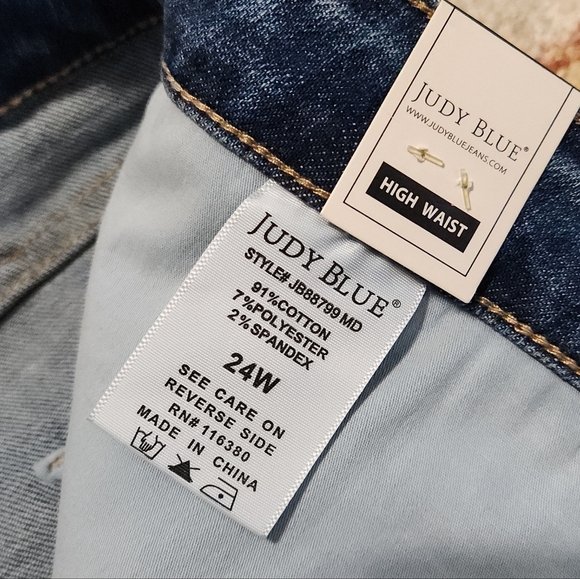 JUDY BLUE®
WWW.JUDYBLUEJEANS.COM
HIGH WAIST
JUDY BLUE®
STYLE# JB88799 MD
91%COTTON
7%POLYESTER
2%SPANDEX
24W
SEE CARE ON
REVERSE SIDE
RN# 116380
MADE IN CHINA